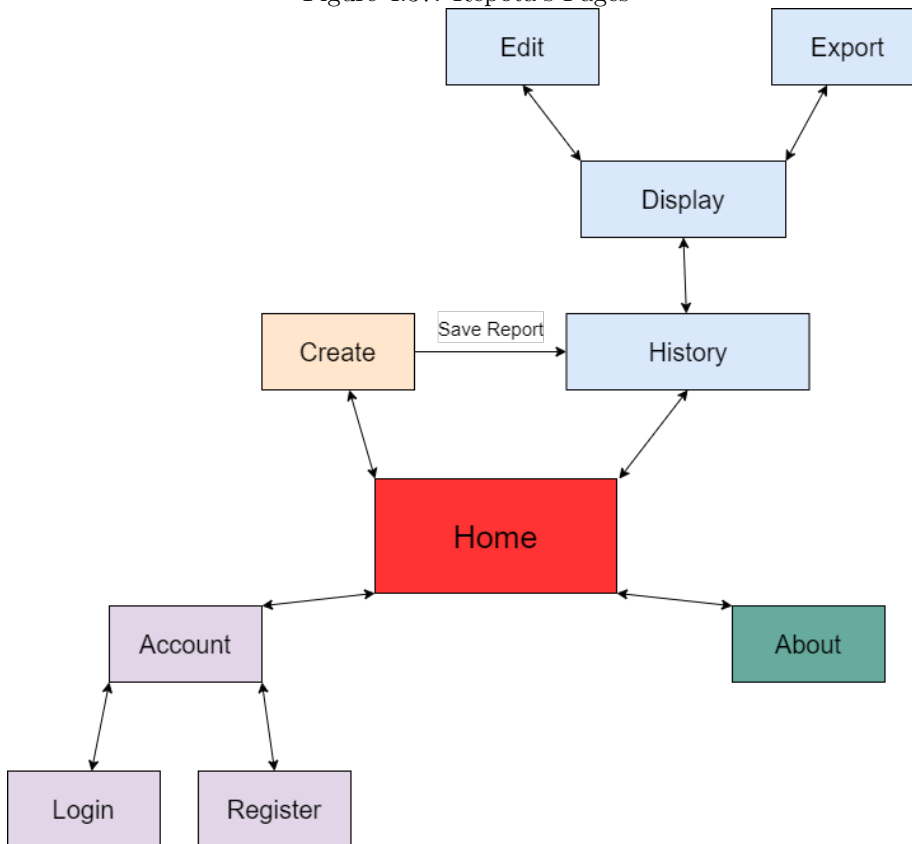 Edit
Export
Display
Save Report
Create
History
Home
Account
About
Login
Register